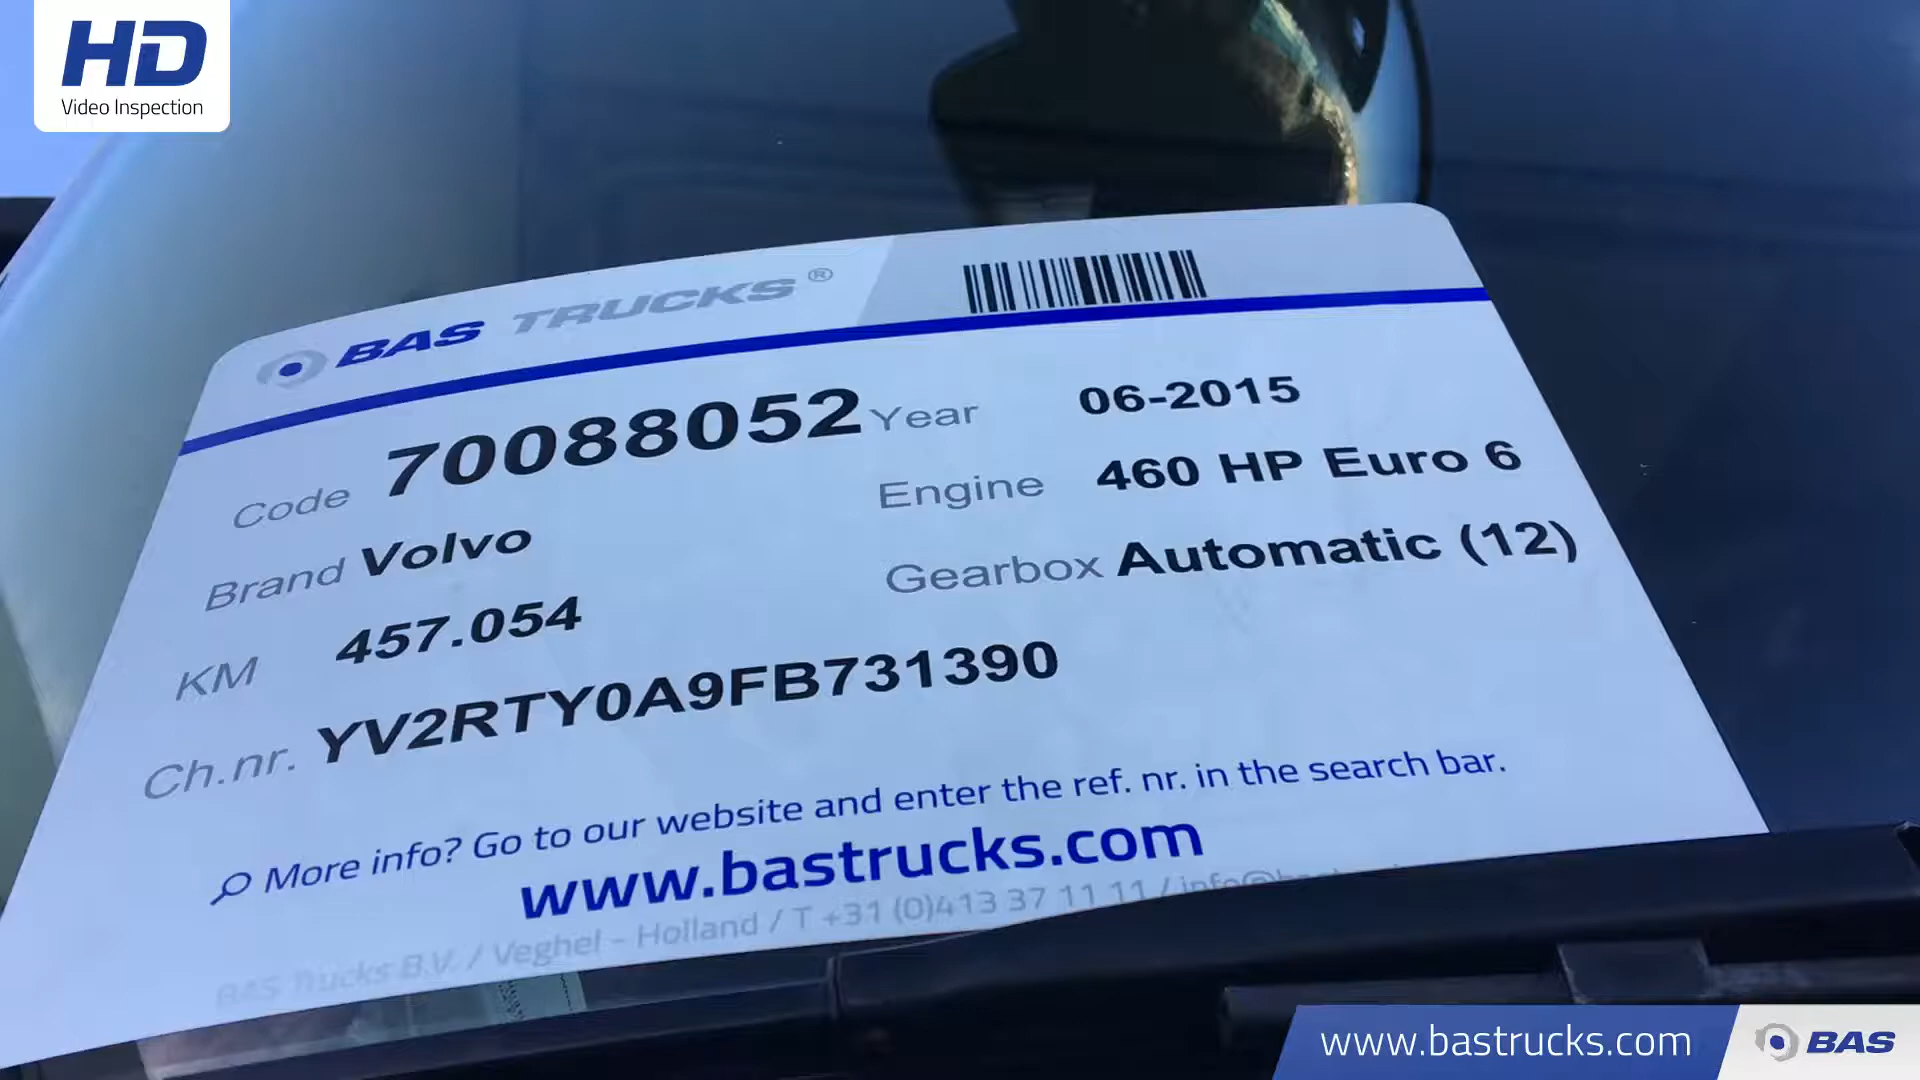 HD
Video Inspection
BAS TRUCKS®
Code 70088052
Year 06-2015
Brand Volvo
Engine 460 HP Euro 6
KM 457.054
Gearbox Automatic (12)
Ch.nr. YV2RTY0A9FB731390
More info? Go to our website and enter the ref. nr. in the search bar.
www.bastrucks.com
BAS Trucks B.V. / Veghel - Holland / T +31 (0)413 37 11 11 /
www.bastrucks.com
BAS